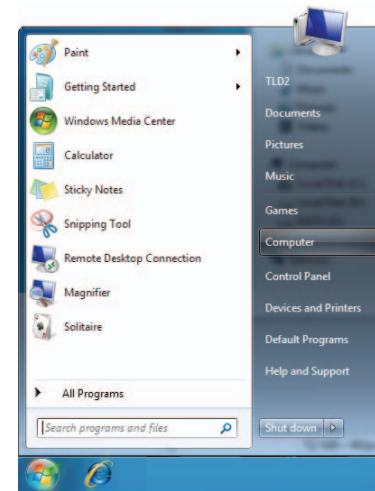 Paint
Getting Started
Windows Media Center
Calculator
Sticky Notes
Snipping Tool
Remote Desktop Connection
Magnifier
Solitaire
All Programs
Search programs and files
TLD2
Documents
Pictures
Music
Games
Computer
Control Panel
Devices and Printers
Default Programs
Help and Support
Shut down